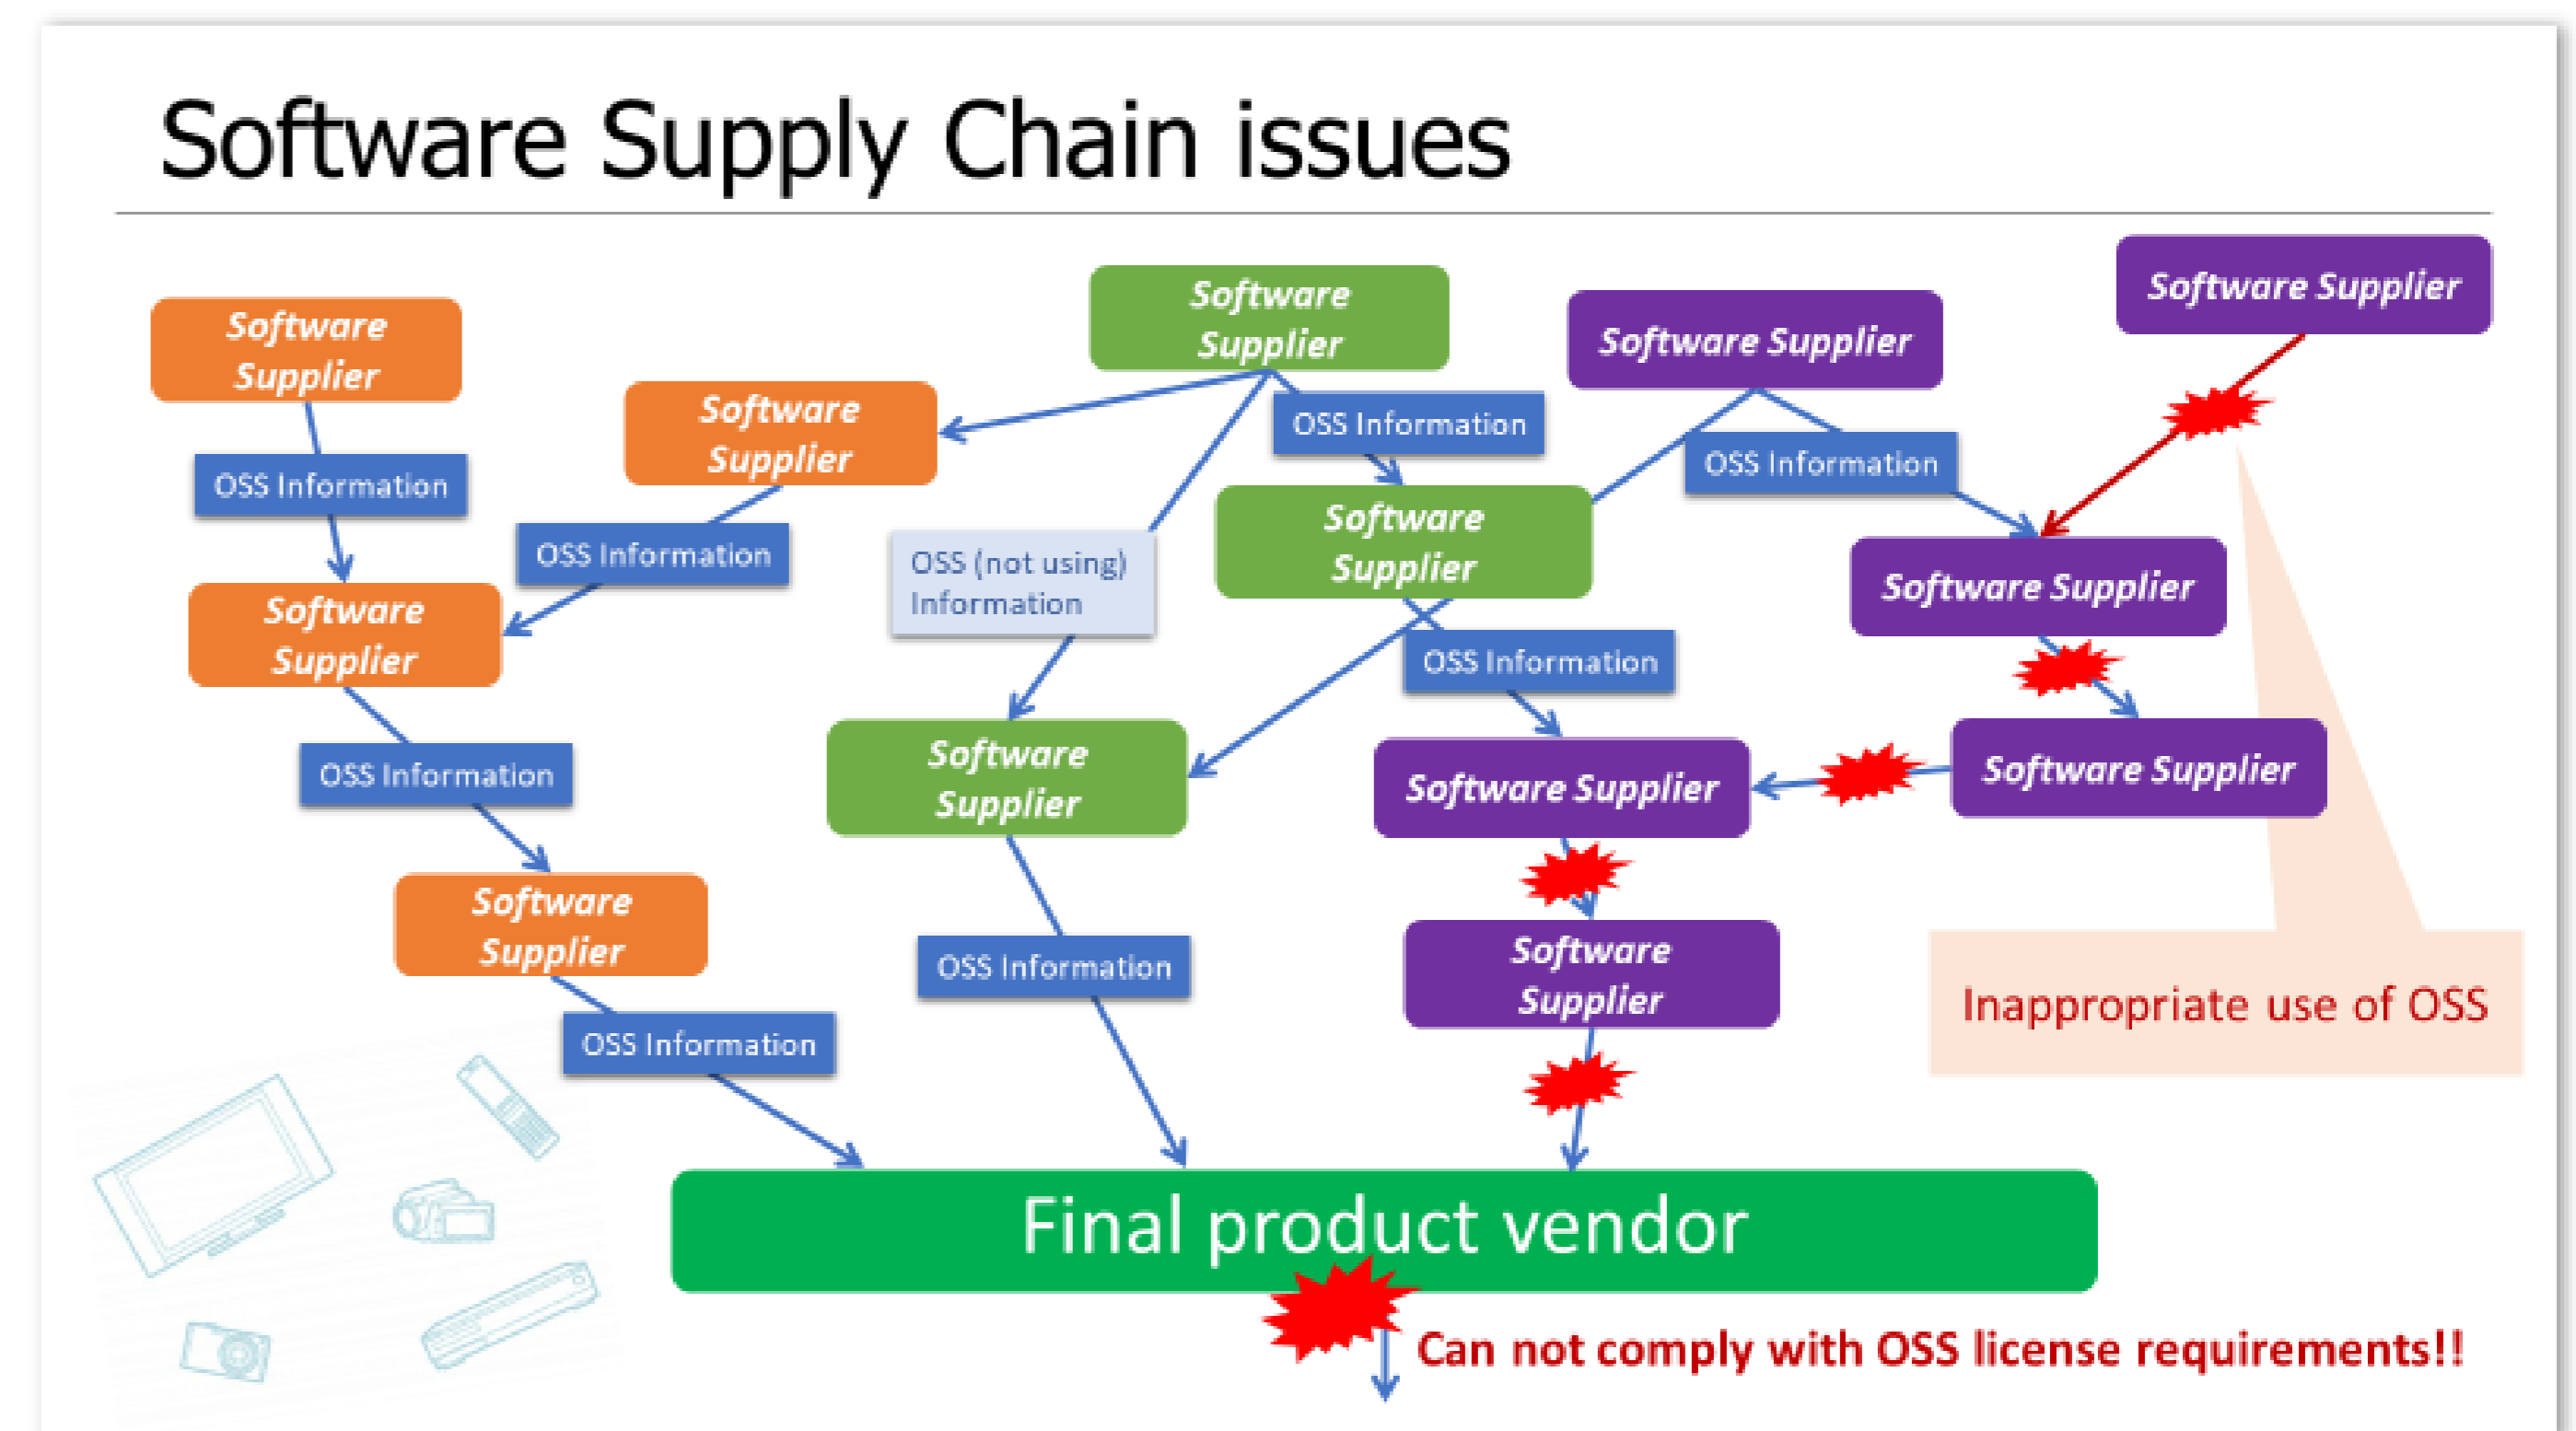 Software Supply Chain issues
Software
Supplier
Software Supplier
Software Supplier
Software
Supplier
Software
Supplier
OSS Information
OSS Information
OSS Information
Software
Supplier
OSS Information
OSS (not using)
Information
Software Supplier
Software
Supplier
OSS Information
Software
Supplier
Software Supplier
Software Supplier
OSS Information
Software
Supplier
Software
Supplier
OSS Information
Inappropriate use of OSS
OSS Information
Final product vendor
Can not comply with OSS license requirements!!